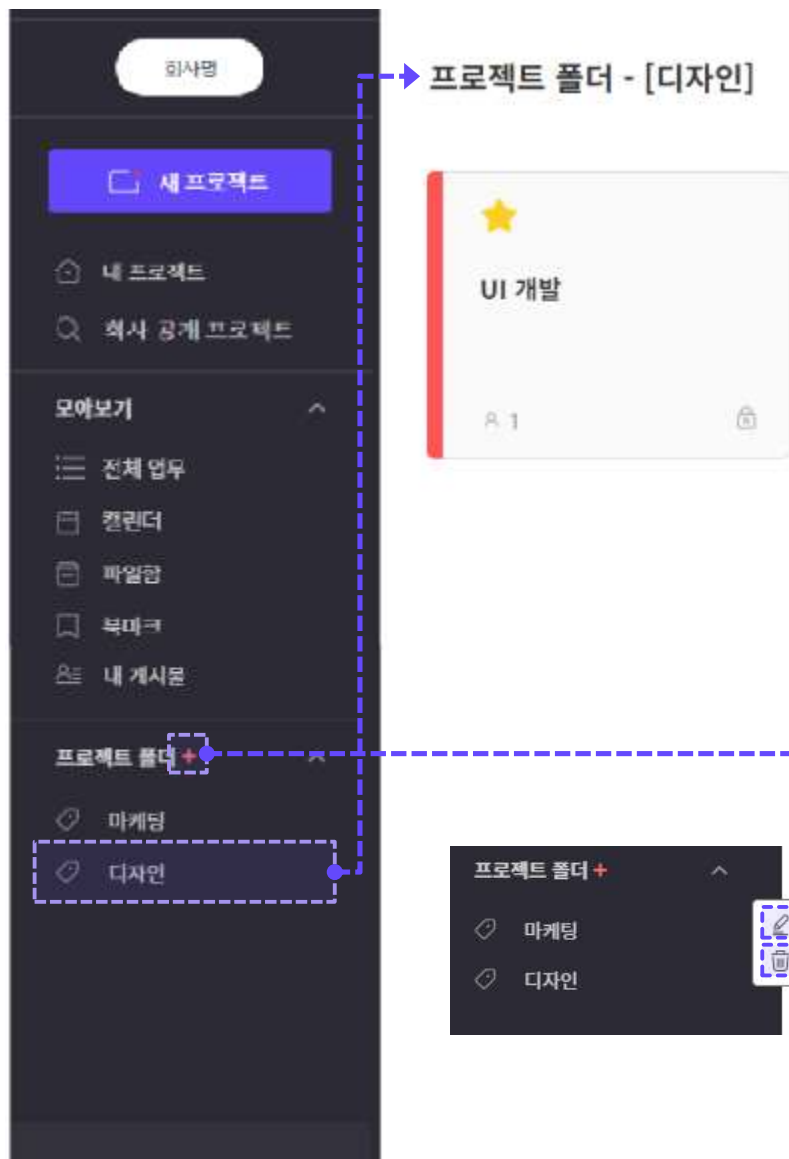 회사명
새 프로젝트
내 프로젝트
회사 공개 프로젝트
모아보기
전체 업무
캘린더
파일함
북마크
내 게시물
프로젝트 폴더 +
마케팅
디자인
프로젝트 폴더 - [디자인]
UI 개발
1
프로젝트 폴더 +
마케팅
디자인